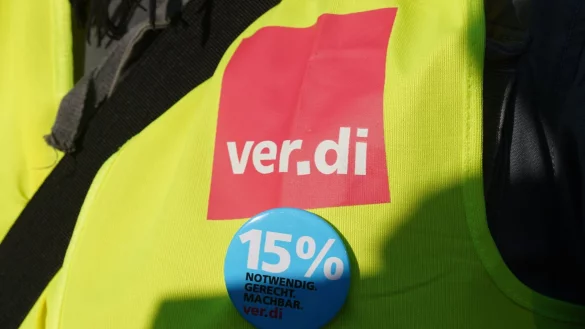 ver.di
15%
NOTWENDIG.
GERECHT.
MACHBAR.
ver.di